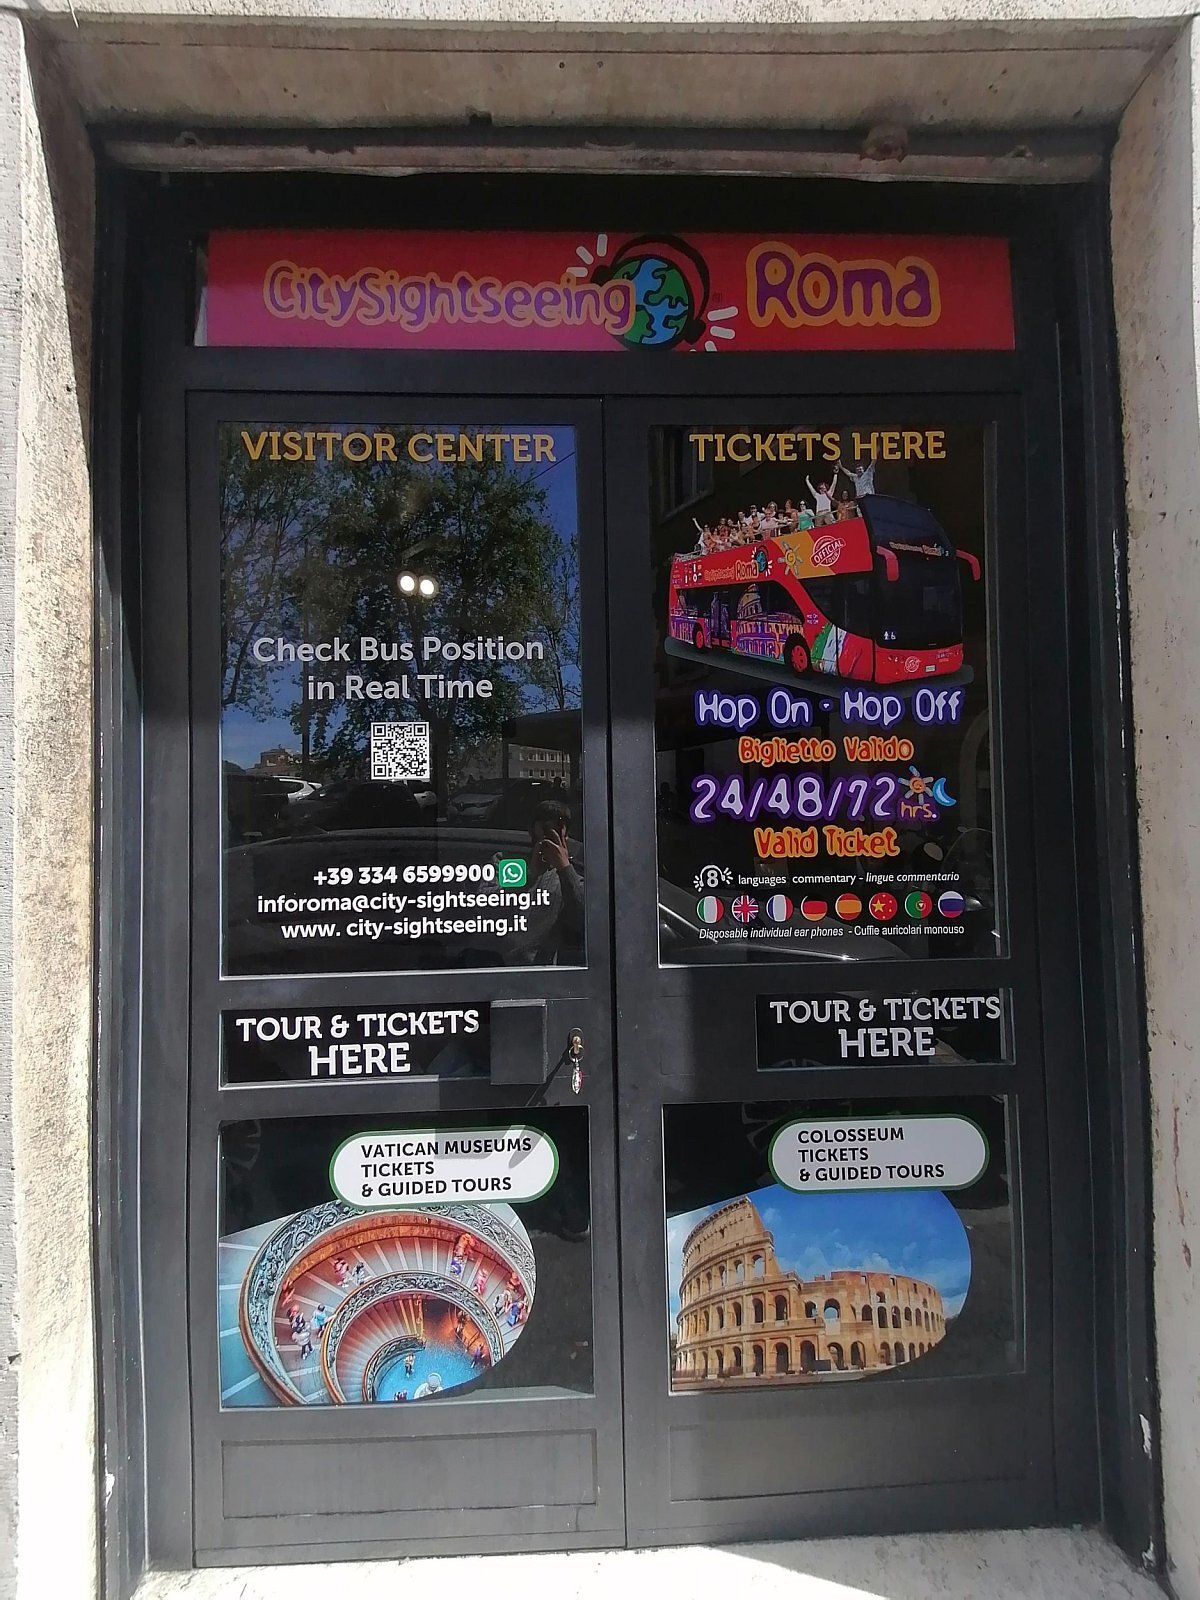 CitySightseeing Roma
VISITOR CENTER
Check Bus Position
in Real Time
+39 334 6599900
inforoma@city-sightseeing.it
www. city-sightseeing.it
TICKETS HERE
CitySightseeing Roma
OFFICIAL
Hop On - Hop Off
Biglietto Valido
24/48/72 hrs.
Valid Ticket
8 languages commentary - lingue commentario
Disposable individual ear phones - Cuffie auricolari monouso
TOUR & TICKETS
HERE
TOUR & TICKETS
HERE
VATICAN MUSEUMS
TICKETS
& GUIDED TOURS
COLOSSEUM
TICKETS
& GUIDED TOURS